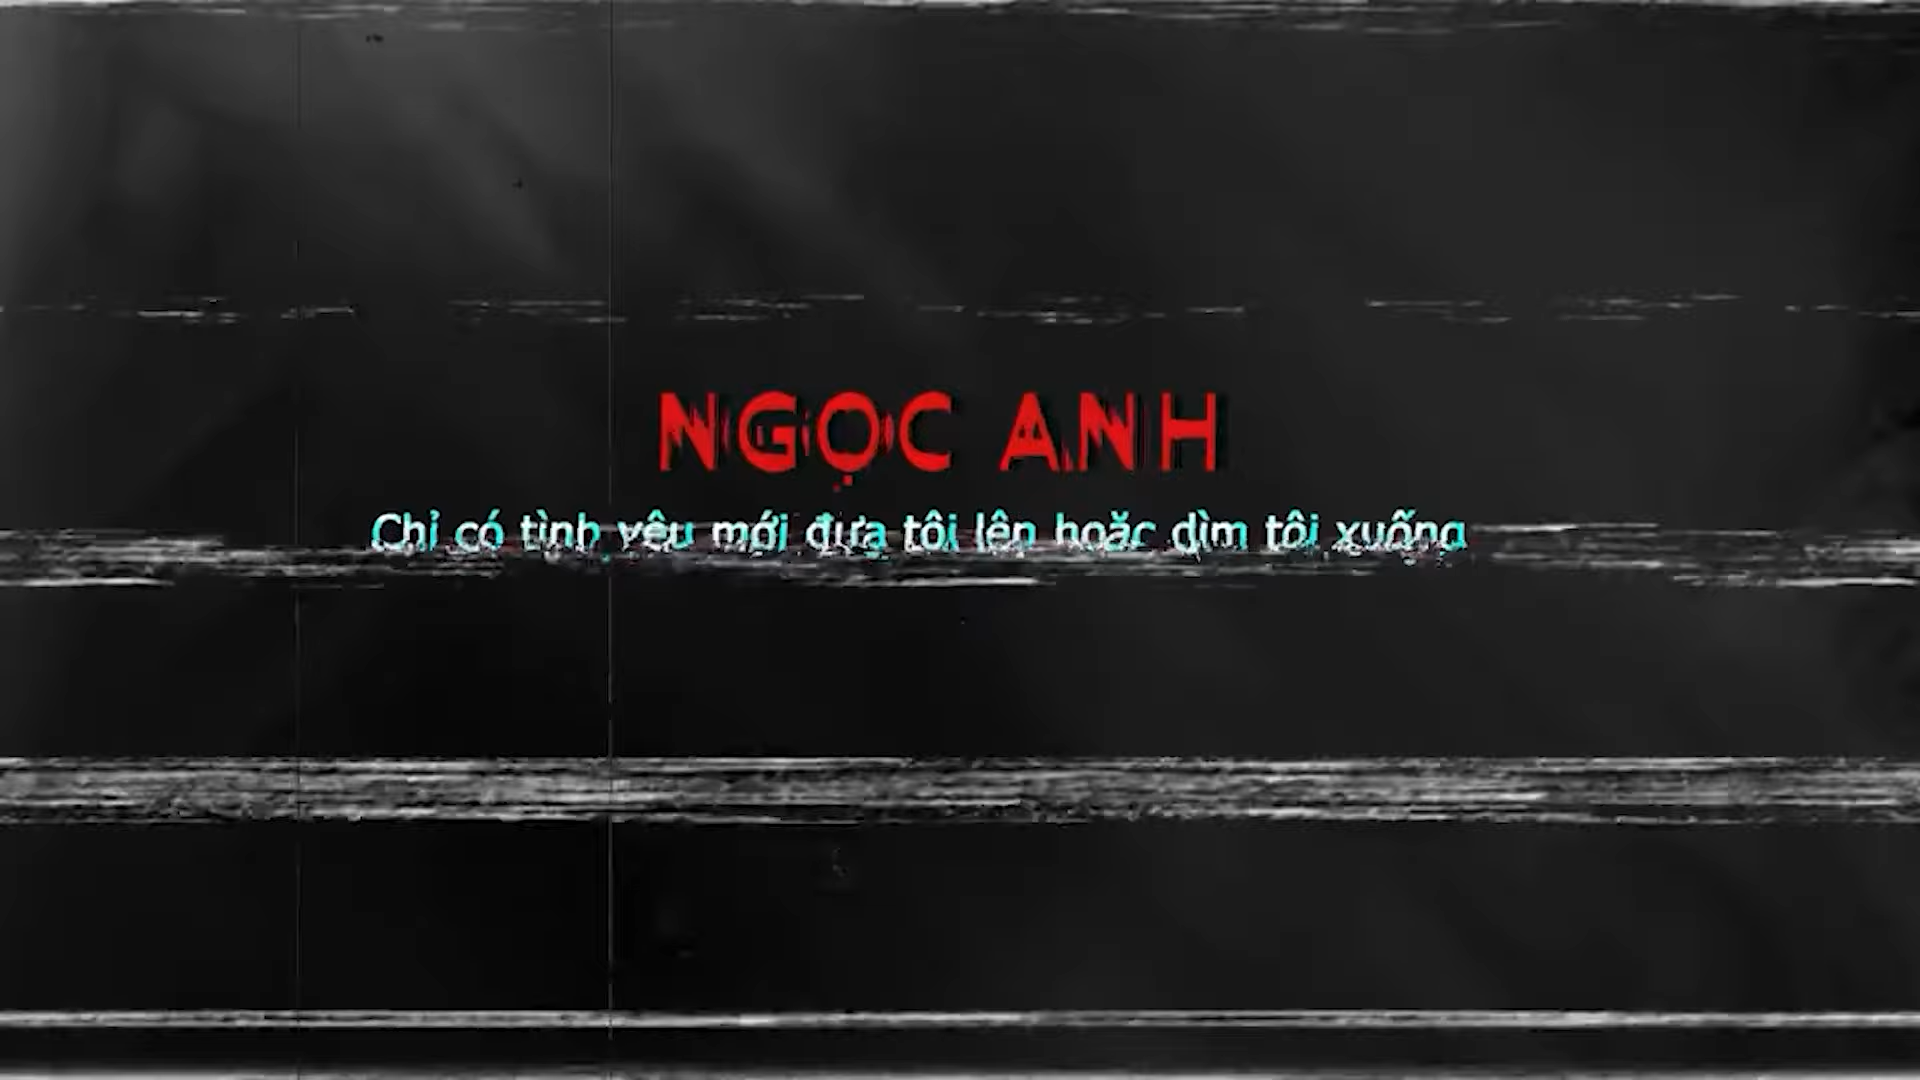 NGỌC ANH
Chỉ có tình yêu mới đưa tôi lên hoặc dìm tôi xuống